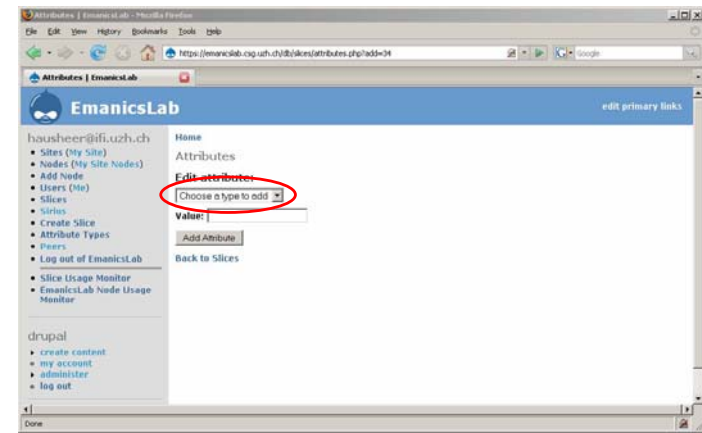 Attributes | EmanicsLab - Mozilla Firefox
File Edit View History Bookmarks Tools Help
https://emanicslab.csg.uzh.ch/db/slices/attributes.php?add=34
Google
Attributes | EmanicsLab
EmanicsLab
edit primary links
hausheer@ifi.uzh.ch
Sites (My Site)
Nodes (My Site Nodes)
Add Node
Users (Me)
Slices
Sirius
Create Slice
Attribute Types
Peers
Log out of EmanicsLab
Slice Usage Monitor
EmanicsLab Node Usage
Monitor
drupal
create content
my account
administer
log out
Home
Attributes
Edit attribute:
Choose a type to add
Value:
Add Attribute
Back to Slices
Done